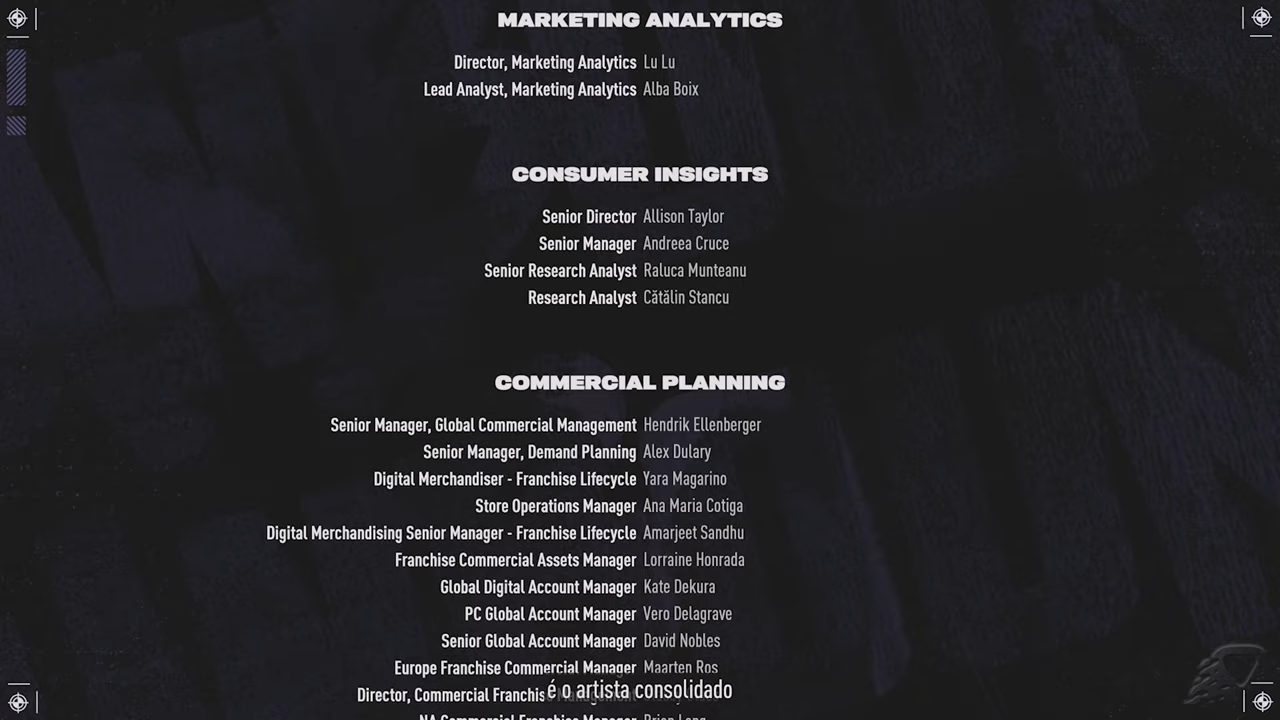 MARKETING ANALYTICS
Director, Marketing Analytics Lu Lu
Lead Analyst, Marketing Analytics Alba Boix
CONSUMER INSIGHTS
Senior Director Allison Taylor
Senior Manager Andreea Cruce
Senior Research Analyst Raluca Munteanu
Research Analyst Cătălin Stancu
COMMERCIAL PLANNING
Senior Manager, Global Commercial Management Hendrik Ellenberger
Senior Manager, Demand Planning Alex Dulary
Digital Merchandiser - Franchise Lifecycle Yara Magarino
Store Operations Manager Ana Maria Cotiga
Digital Merchandising Senior Manager - Franchise Lifecycle Amarjeet Sandhu
Franchise Commercial Assets Manager Lorraine Honrada
Global Digital Account Manager Kate Dekura
PC Global Account Manager Vero Delagrave
Senior Global Account Manager David Nobles
Europe Franchise Commercial Manager Maarten Ros
Director, Commercial
é o artista consolidado
NA Commercial Franchise Manager